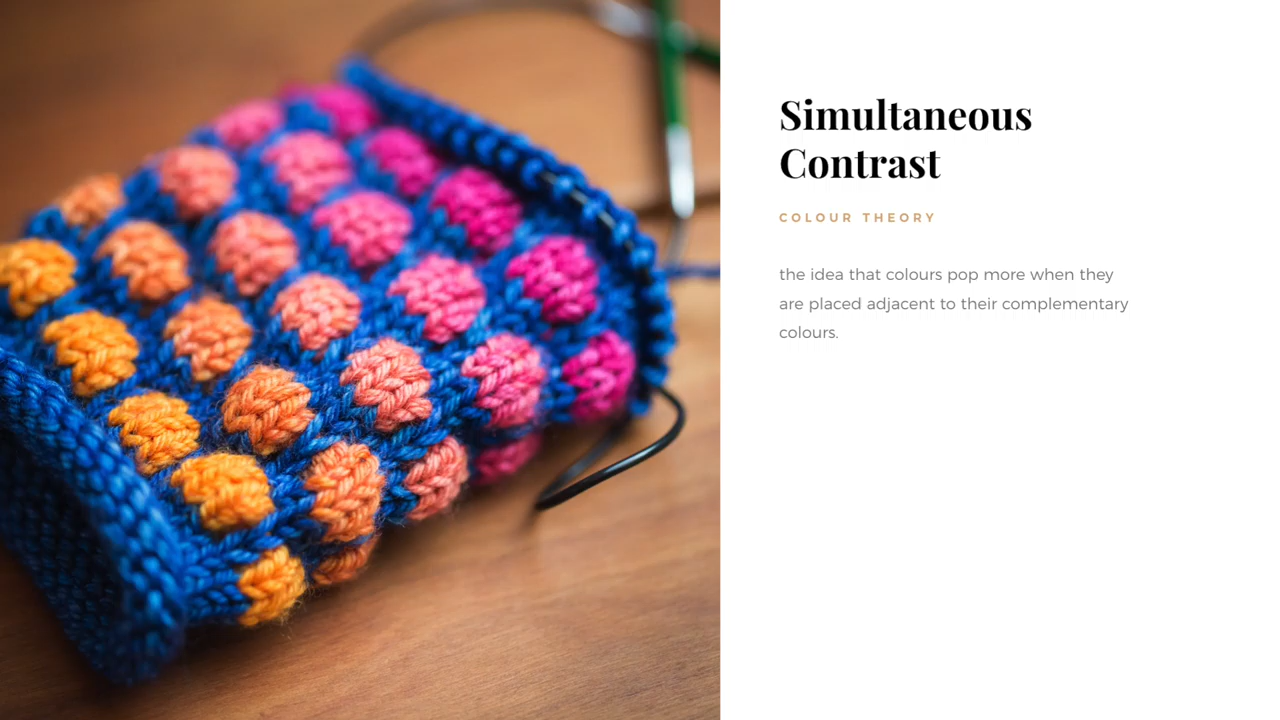 Simultaneous
Contrast
COLOUR THEORY
the idea that colours pop more when they
are placed adjacent to their complementary
colours.